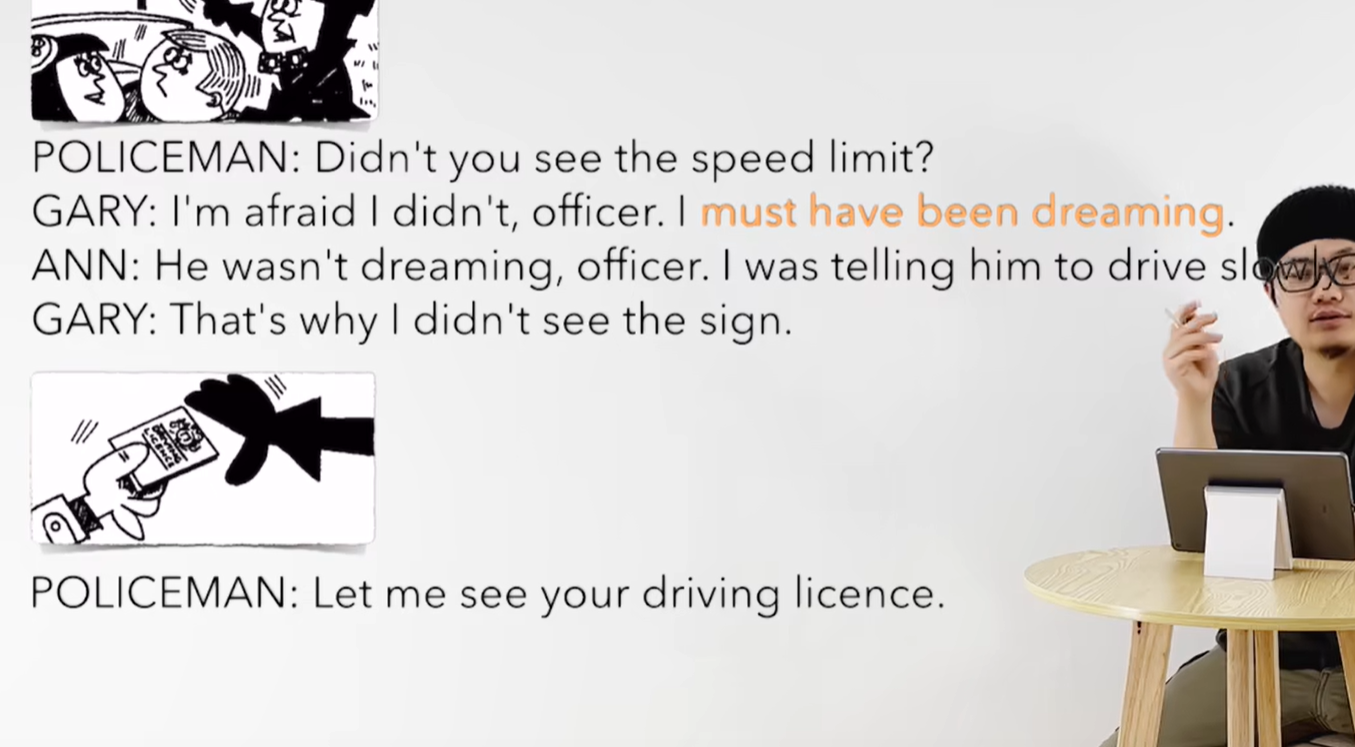 POLICEMAN: Didn't you see the speed limit?
GARY: I'm afraid I didn't, officer. I must have been dreaming.
ANN: He wasn't dreaming, officer. I was telling him to drive slowly
GARY: That's why I didn't see the sign.
DRIVING
LICENCE
POLICEMAN: Let me see your driving licence.